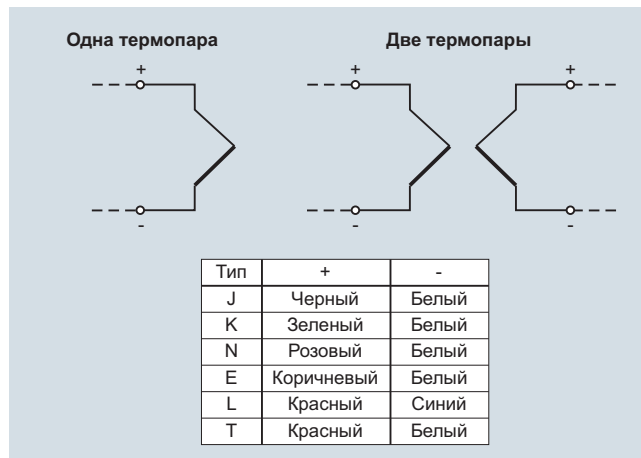 Одна термопара Две термопары
+ + +
- - -
Тип + -
J Черный Белый
K Зеленый Белый
N Розовый Белый
E Коричневый Белый
L Красный Синий
T Красный Белый